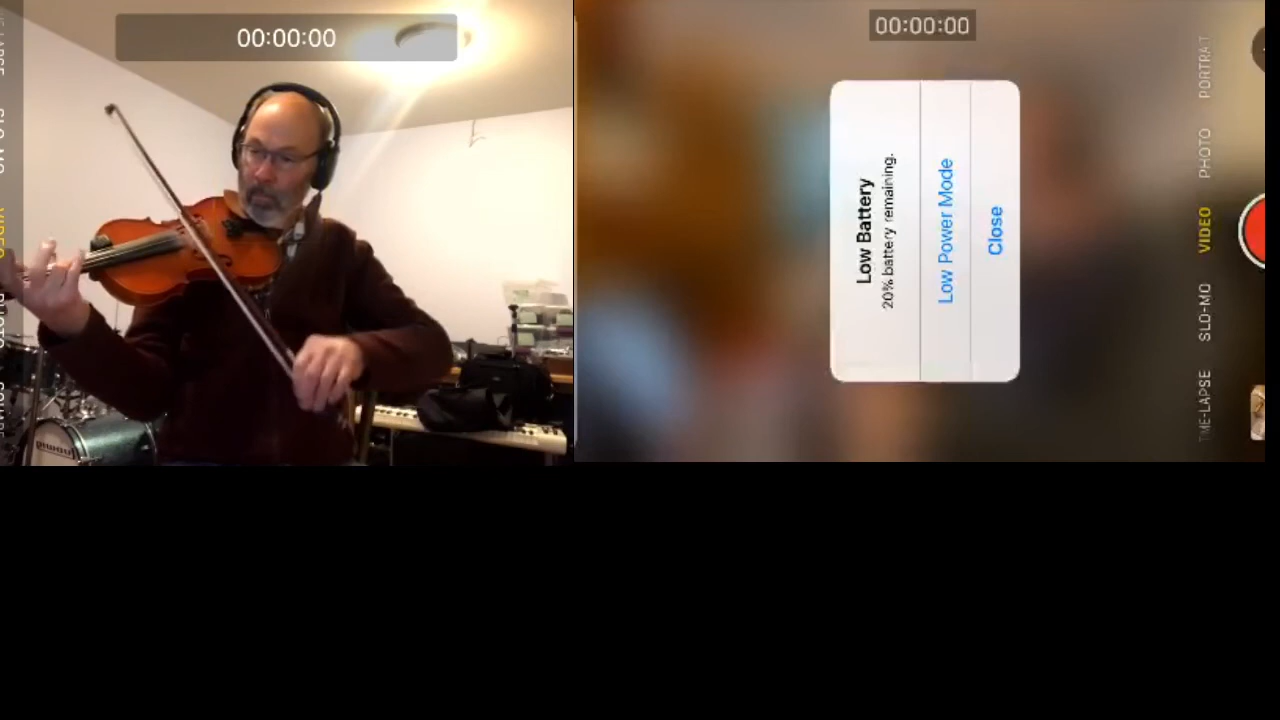 00:00:00
VIDEO
00:00:00
Low Battery
20% battery remaining.
Low Power Mode
Close
PORTRAIT
PHOTO
VIDEO
SLO-MO
TIME-LAPSE